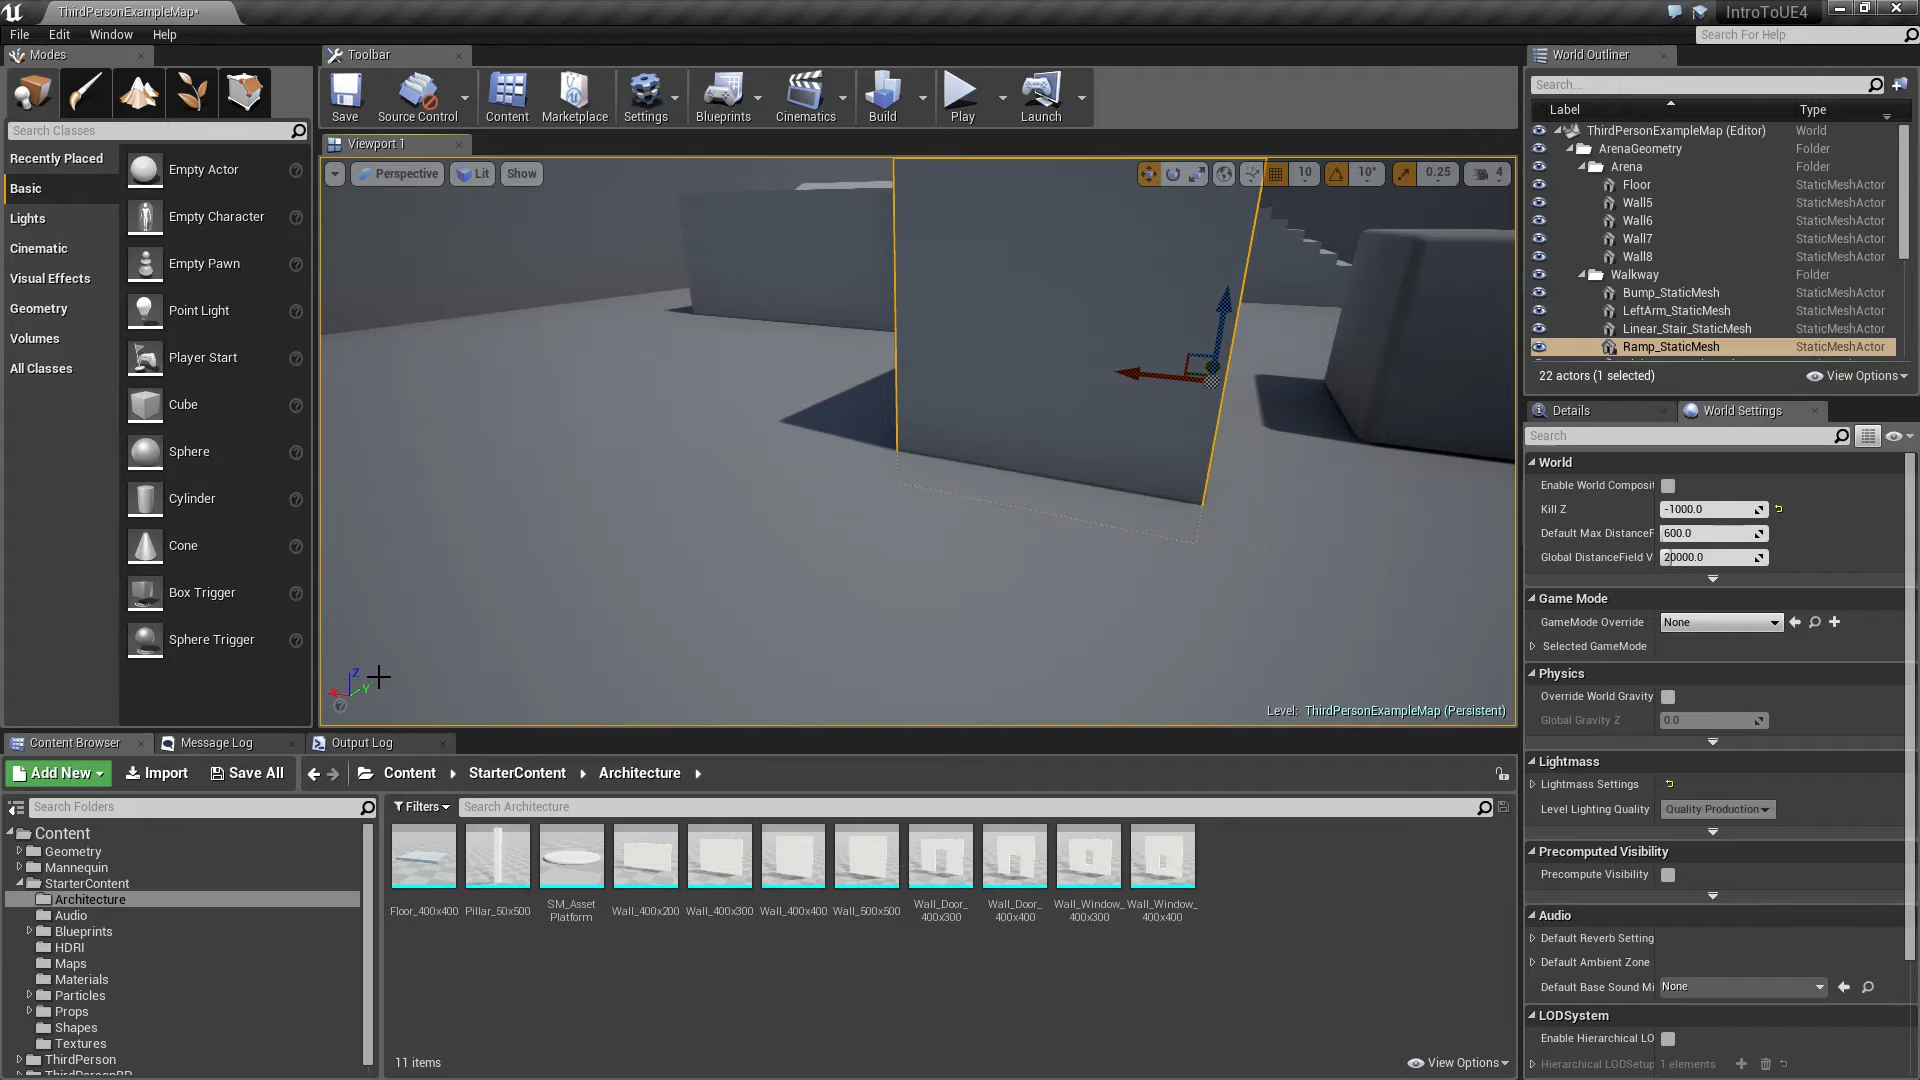 ThirdPersonExampleMap*
IntroToUE4
File Edit Window Help
Search For Help
Modes
Search Classes
Recently Placed
Basic
Lights
Cinematic
Visual Effects
Geometry
Volumes
All Classes
Empty Actor
Empty Character
Empty Pawn
Point Light
Player Start
Cube
Sphere
Cylinder
Cone
Box Trigger
Sphere Trigger
Toolbar
Save
Source Control
Content
Marketplace
Settings
Blueprints
Cinematics
Build
Play
Launch
Viewport 1
Perspective Lit Show
10 10° 0.25 4
X Z Y
Level: ThirdPersonExampleMap (Persistent)
World Outliner
Search...
Label Type
ThirdPersonExampleMap (Editor) World
ArenaGeometry Folder
Arena Folder
Floor StaticMeshActor
Wall5 StaticMeshActor
Wall6 StaticMeshActor
Wall7 StaticMeshActor
Wall8 StaticMeshActor
Walkway Folder
Bump_StaticMesh StaticMeshActor
LeftArm_StaticMesh StaticMeshActor
Linear_Stair_StaticMesh StaticMeshActor
Ramp_StaticMesh StaticMeshActor
22 actors (1 selected) View Options
Details World Settings
Search
World
Enable World Composit
Kill Z -1000.0
Default Max DistanceF 600.0
Global DistanceField V 20000.0
Game Mode
GameMode Override None
Selected GameMode
Physics
Override World Gravity
Global Gravity Z 0.0
Lightmass
Lightmass Settings
Level Lighting Quality Quality Production
Precomputed Visibility
Precompute Visibility
Audio
Default Reverb Setting
Default Ambient Zone
Default Base Sound Mi None
LODSystem
Enable Hierarchical LO
Hierarchical LODSetup 1 elements
Content Browser Message Log Output Log
Add New Import Save All Content StarterContent Architecture
Search Folders
Content
Geometry
Mannequin
StarterContent
Architecture
Audio
Blueprints
HDRI
Maps
Materials
Particles
Props
Shapes
Textures
ThirdPerson
ThirdPersonBP
Filters Search Architecture
Floor_400x400
Pillar_50x500
SM_Asset
Platform
Wall_400x200
Wall_400x300
Wall_400x400
Wall_500x500
Wall_Door_
400x300
Wall_Door_
400x400
Wall_Window_
400x300
Wall_Window_
400x400
11 items View Options